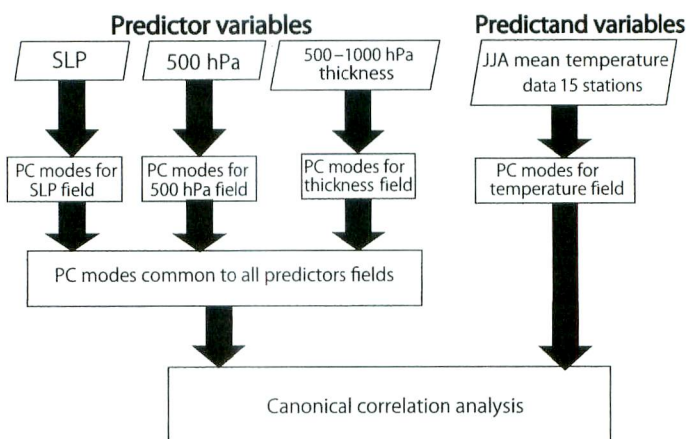 Predictor variables
Predictand variables
SLP
500 hPa
500–1000 hPa
thickness
JJA mean temperature
data 15 stations
PC modes for
SLP field
PC modes for
500 hPa field
PC modes for
thickness field
PC modes for
temperature field
PC modes common to all predictors fields
Canonical correlation analysis